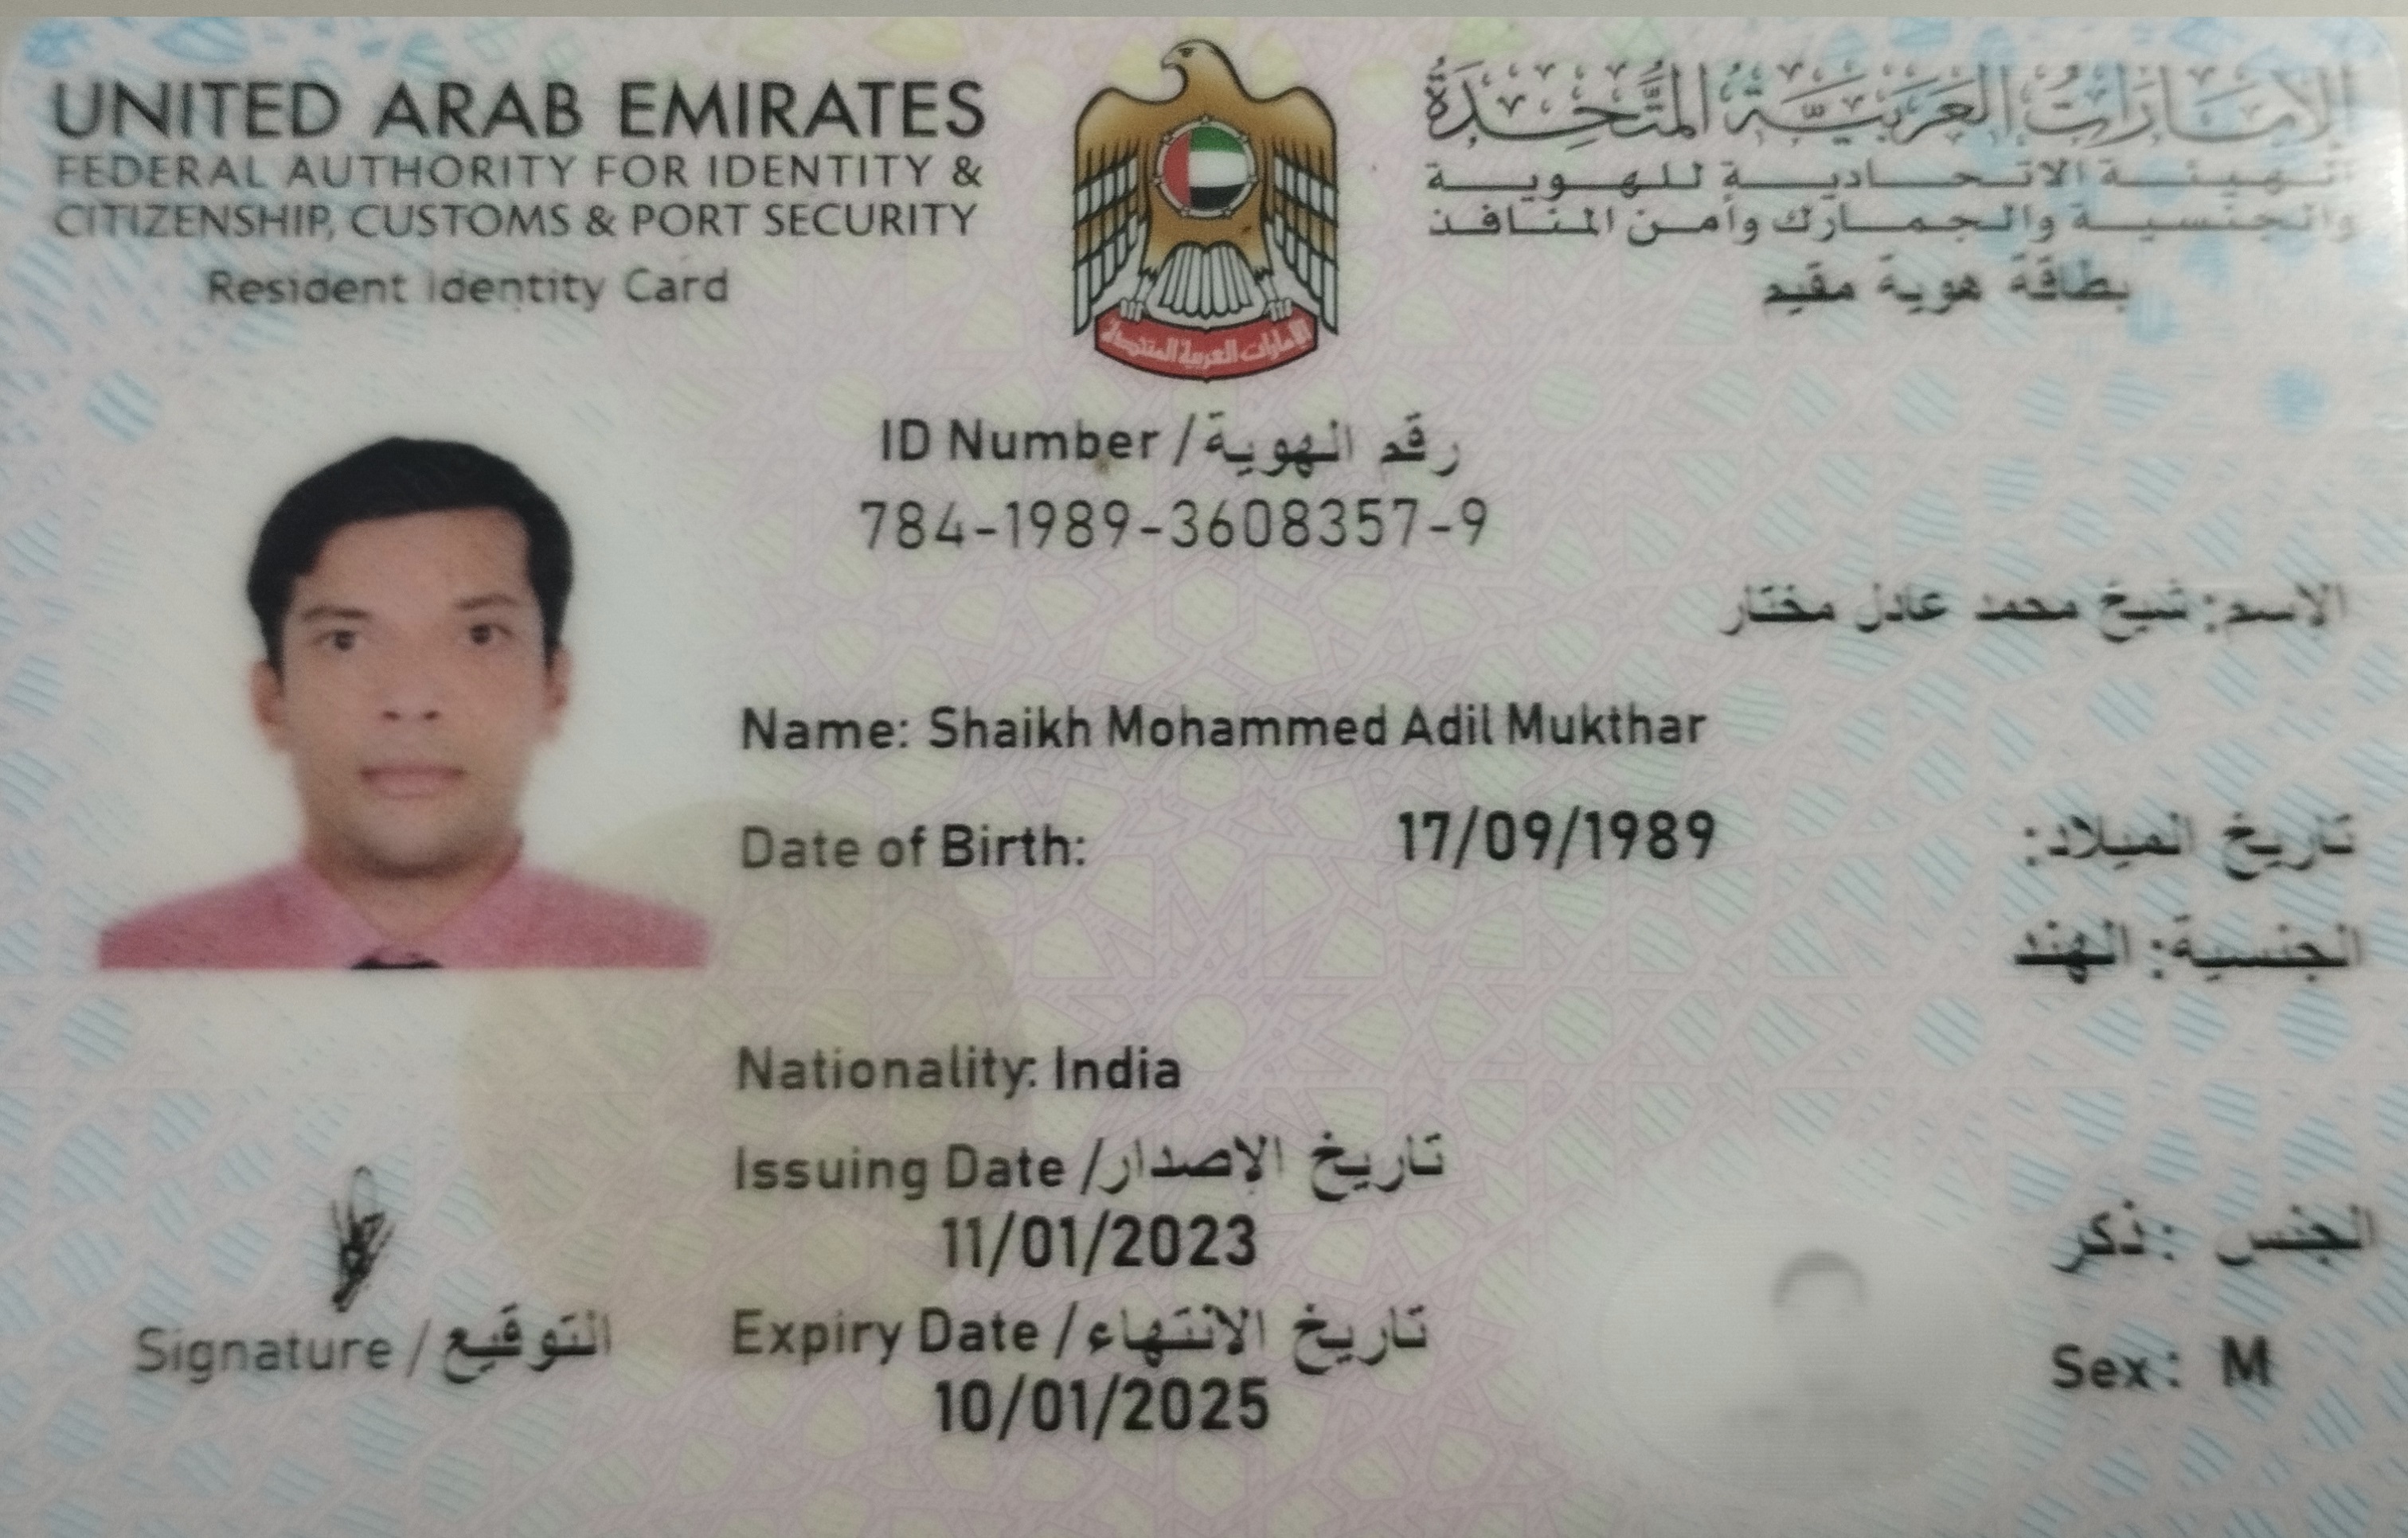 UNITED ARAB EMIRATES
الإمارات العربية المتحدة
FEDERAL AUTHORITY FOR IDENTITY &
الهيئة الاتحادية للهوية
CITIZENSHIP, CUSTOMS & PORT SECURITY
والجنسية والجمارك وأمن المنافذ
Resident Identity Card
بطاقة هوية مقيم
الإمارات العربية المتحدة
ID Number / رقم الهوية
784-1989-3608357-9
الاسم: شيخ محمد عادل مختار
Name: Shaikh Mohammed Adil Mukthar
Date of Birth: 17/09/1989 تاريخ الميلاد:
الجنسية: الهند
Nationality: India
Issuing Date / تاريخ الإصدار
11/01/2023
الجنس : ذكر
Expiry Date / تاريخ الانتهاء
10/01/2025
Signature / التوقيع
Sex: M